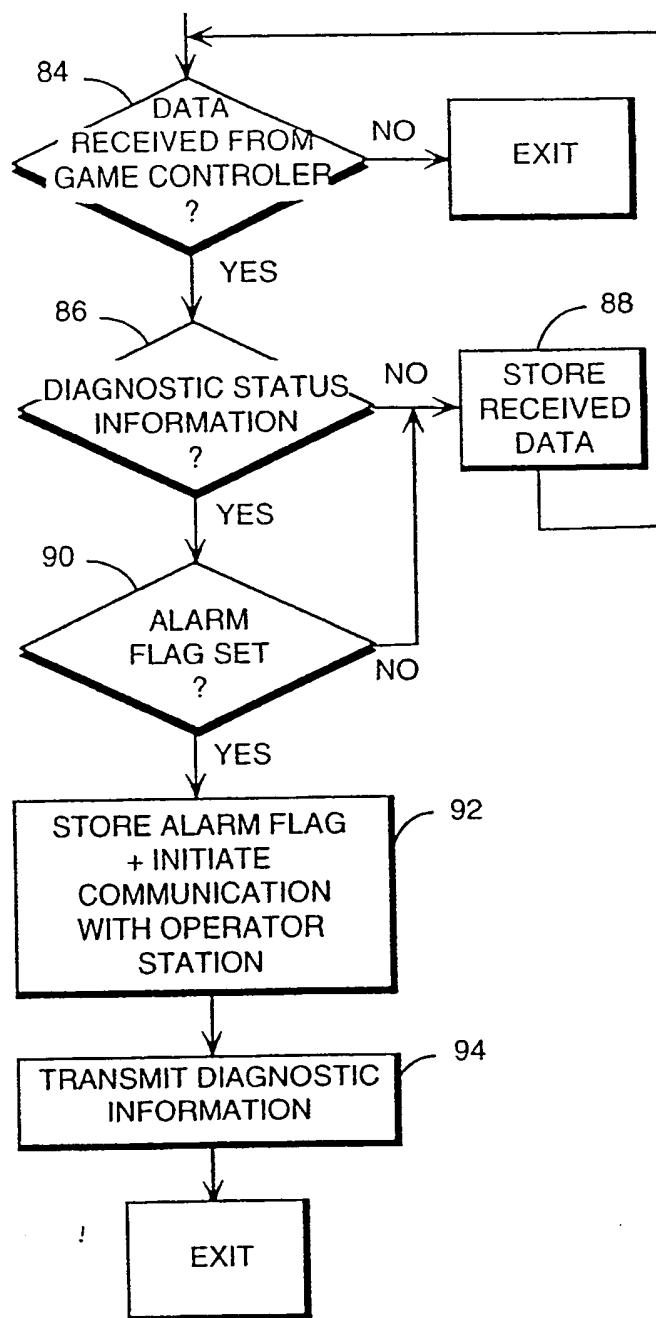 84
DATA
RECEIVED FROM
GAME CONTROLER
?
NO
EXIT
YES
86
DIAGNOSTIC STATUS
INFORMATION
?
NO
88
STORE
RECEIVED
DATA
YES
90
ALARM
FLAG SET
?
NO
YES
STORE ALARM FLAG
+ INITIATE
COMMUNICATION
WITH OPERATOR
STATION
92
TRANSMIT DIAGNOSTIC
INFORMATION
94
EXIT